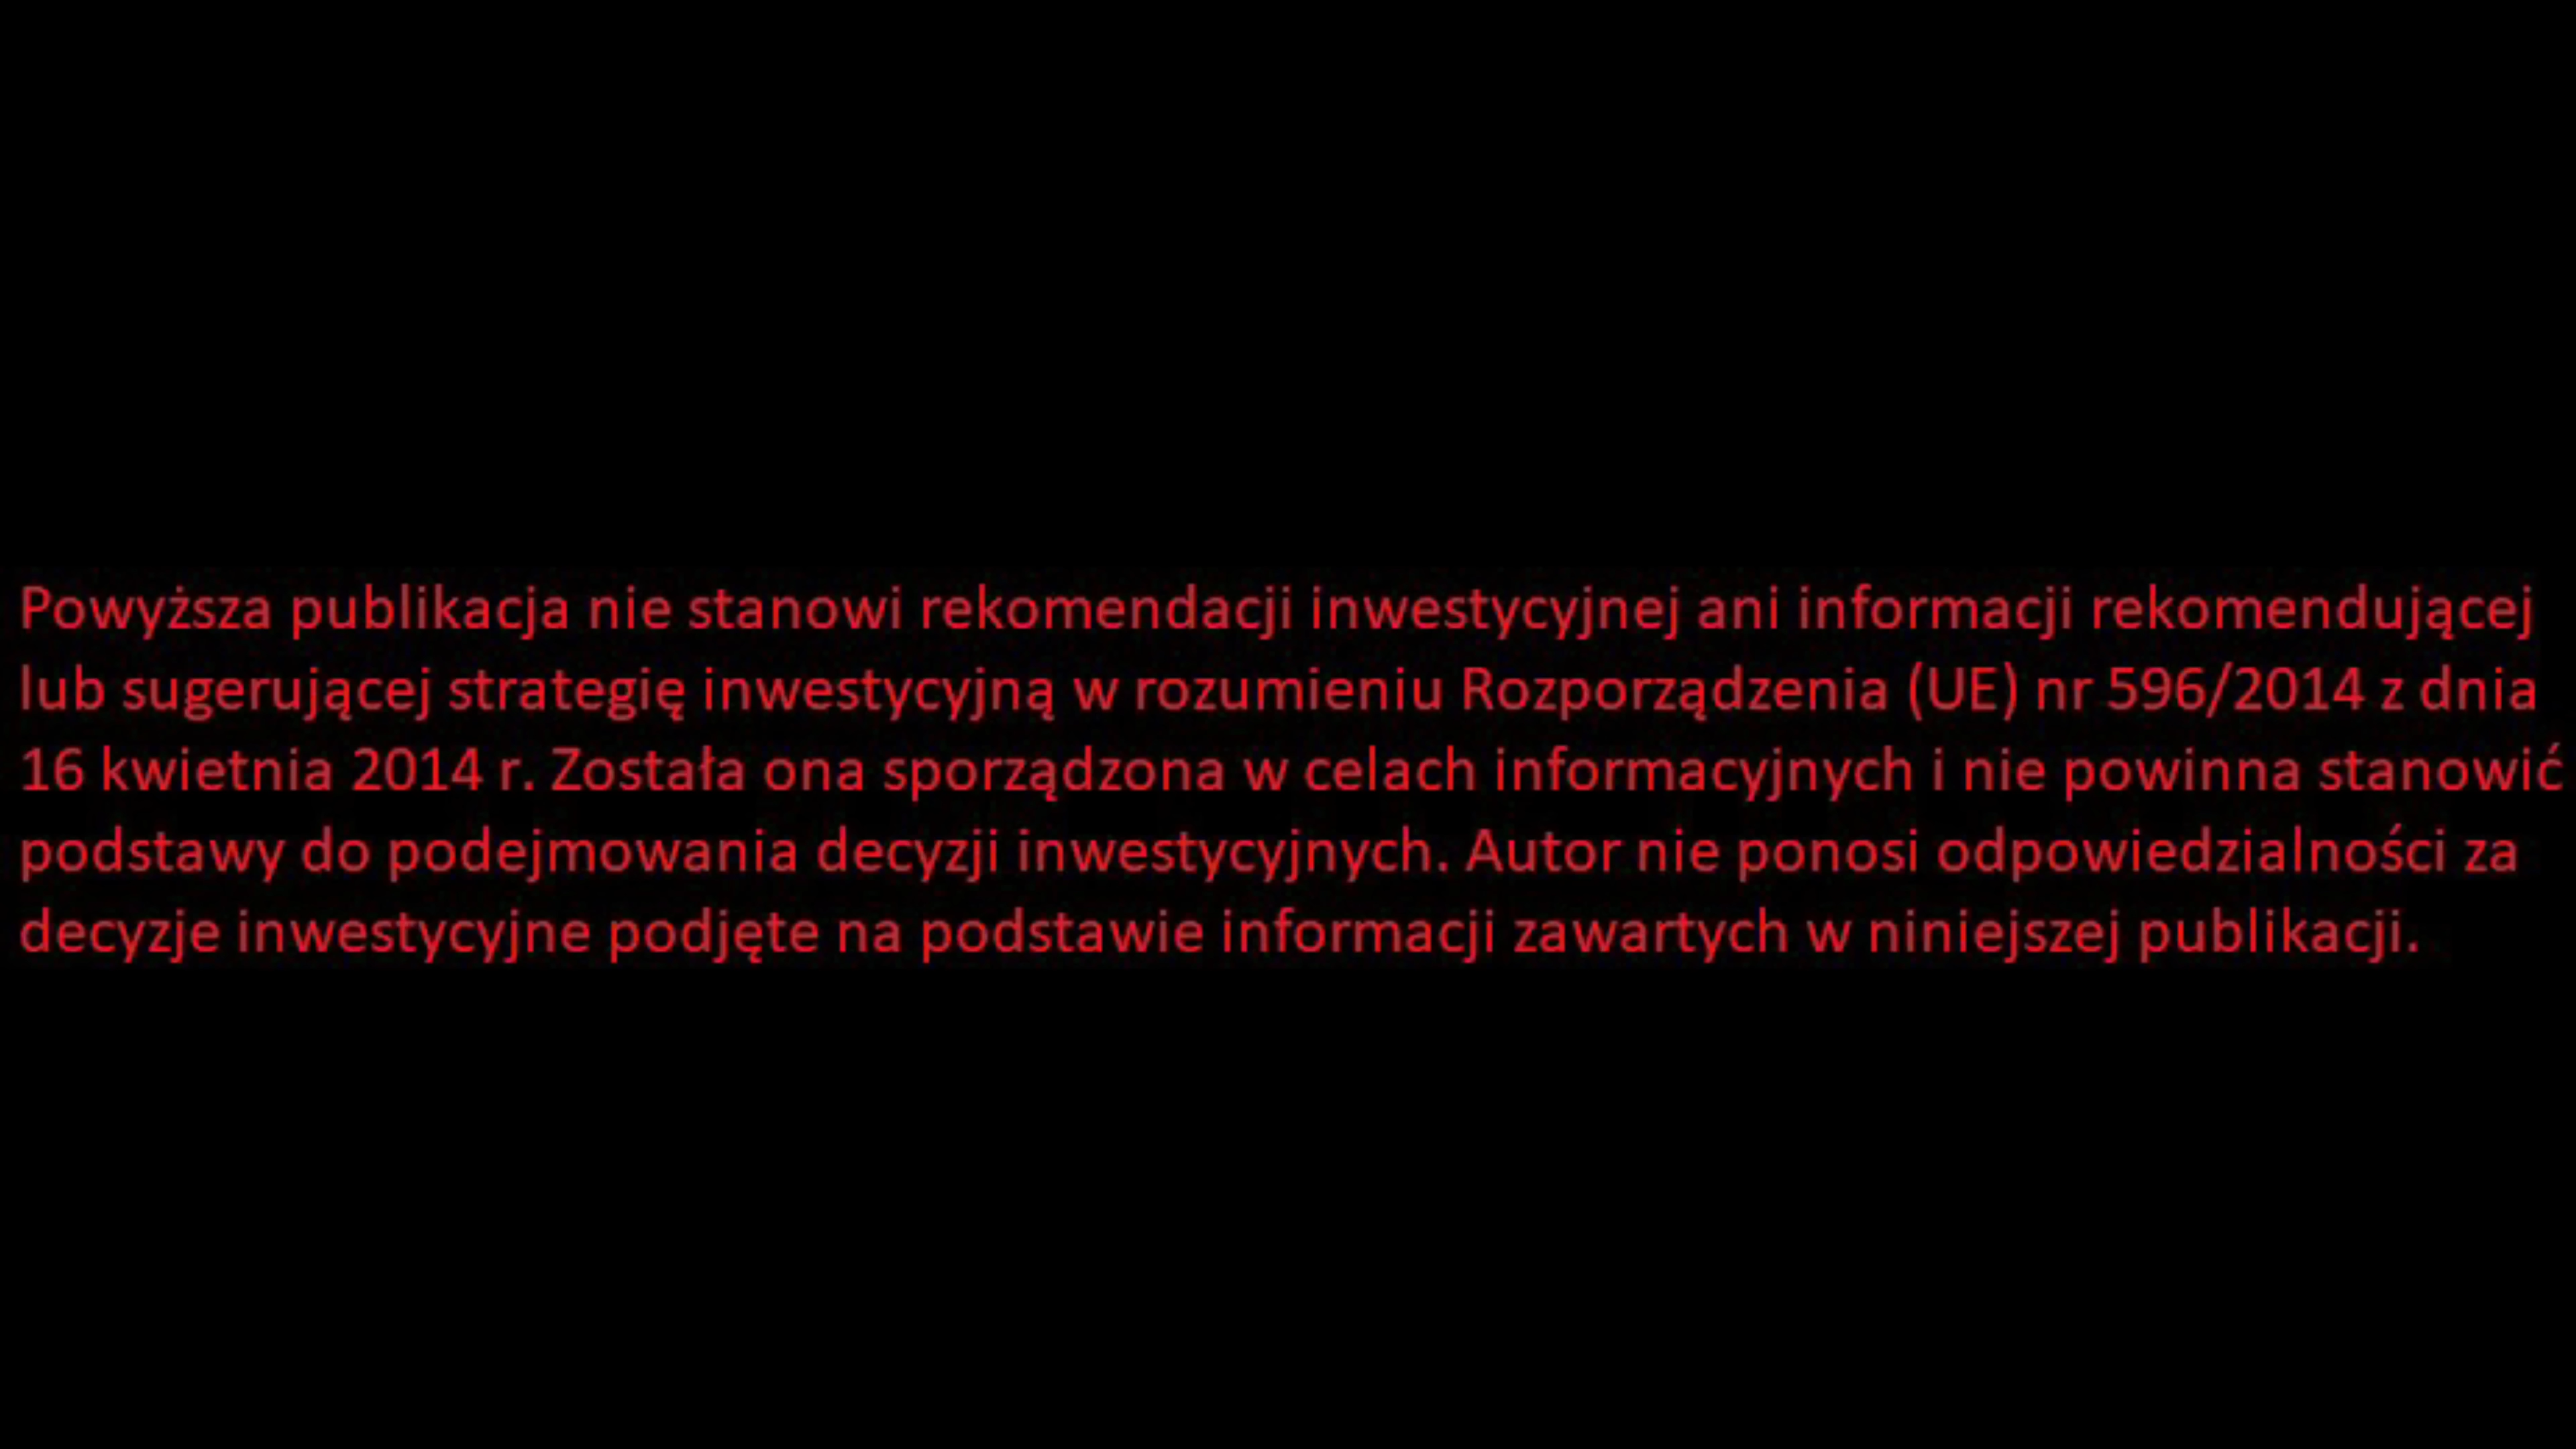 Powyższa publikacja nie stanowi rekomendacji inwestycyjnej ani informacji rekomendującej
lub sugerującej strategię inwestycyjną w rozumieniu Rozporządzenia (UE) nr 596/2014 z dnia
16 kwietnia 2014 r. Została ona sporządzona w celach informacyjnych i nie powinna stanowić
podstawy do podejmowania decyzji inwestycyjnych. Autor nie ponosi odpowiedzialności za
decyzje inwestycyjne podjęte na podstawie informacji zawartych w niniejszej publikacji.